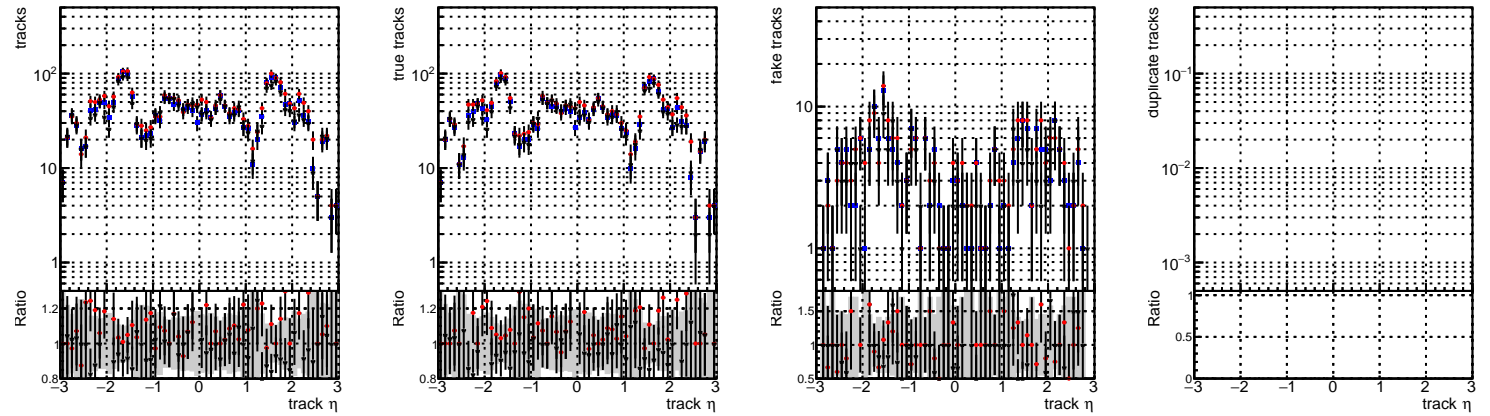 tracks
10²
10
1
Ratio
1.2
1
0.8
−3 −2 −1 0 1 2 3
track η
true tracks
10²
10
1
Ratio
1.2
1
0.8
−3 −2 −1 0 1 2 3
track η
fake tracks
10
1
Ratio
1.5
1
0.5
−3 −2 −1 0 1 2 3
track η
duplicate tracks
10⁻¹
10⁻²
10⁻³
Ratio
1
0.5
0
−3 −2 −1 0 1 2 3
track η